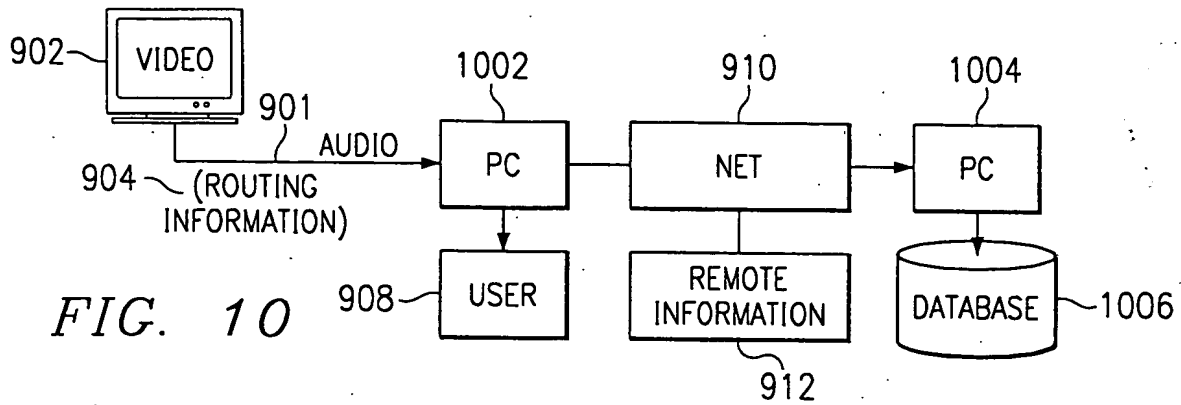 902
VIDEO
901
AUDIO
904
(ROUTING
INFORMATION)
1002
PC
910
NET
1004
PC
908
USER
REMOTE
INFORMATION
912
DATABASE
1006
FIG. 10